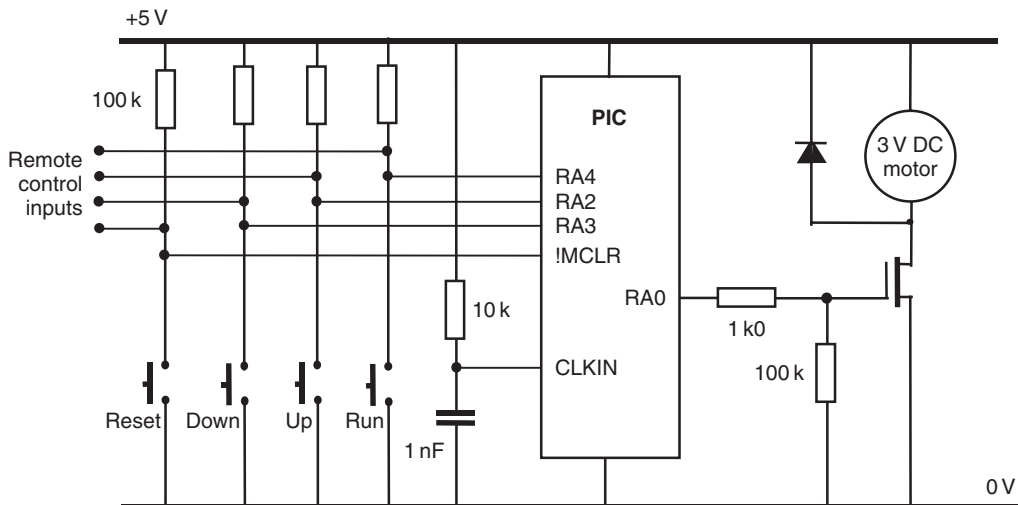 +5 V
100 k
PIC
3 V DC
motor
Remote
control
inputs
RA4
RA2
RA3
!MCLR
RA0
10 k
1 k0
CLKIN
100 k
Reset
Down
Up
Run
1 nF
0 V